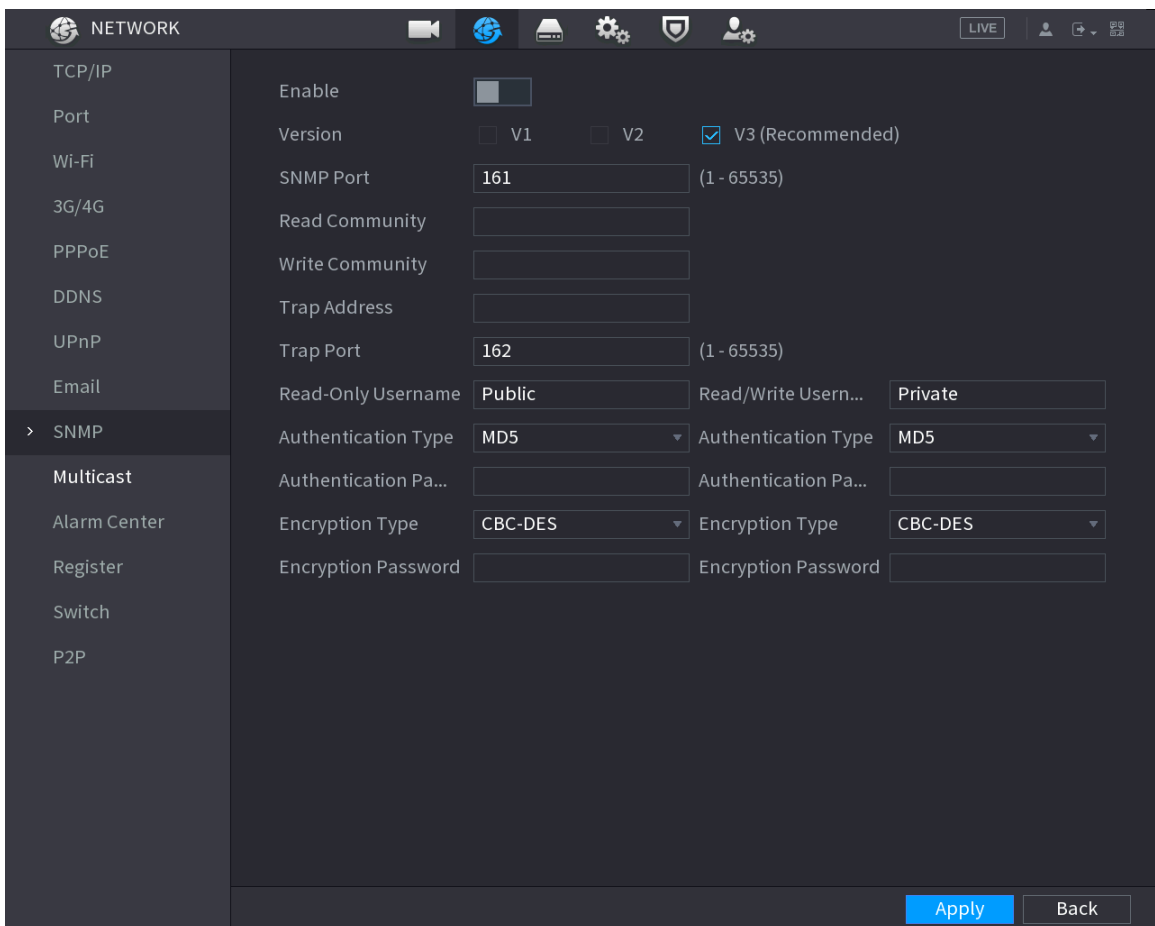 NETWORK
LIVE
TCP/IP
Port
Wi-Fi
3G/4G
PPPoE
DDNS
UPnP
Email
SNMP
Multicast
Alarm Center
Register
Switch
P2P
Enable
Version V1 V2 V3 (Recommended)
SNMP Port 161 (1 - 65535)
Read Community
Write Community
Trap Address
Trap Port 162 (1 - 65535)
Read-Only Username Public Read/Write Usern... Private
Authentication Type MD5 Authentication Type MD5
Authentication Pa... Authentication Pa...
Encryption Type CBC-DES Encryption Type CBC-DES
Encryption Password Encryption Password
Apply Back